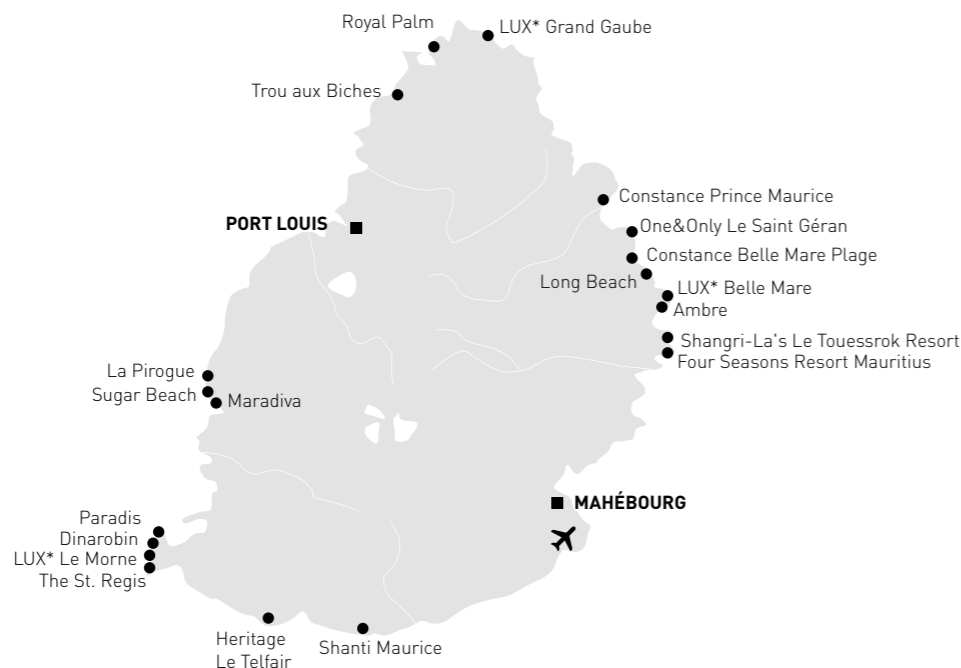 Royal Palm
LUX* Grand Gaube
Trou aux Biches
Constance Prince Maurice
PORT LOUIS
One&Only Le Saint Géran
Constance Belle Mare Plage
Long Beach
LUX* Belle Mare
Ambre
Shangri-La's Le Touessrok Resort
Four Seasons Resort Mauritius
La Pirogue
Sugar Beach
Maradiva
MAHÉBOURG
Paradis
Dinarobin
LUX* Le Morne
The St. Regis
Heritage
Le Telfair
Shanti Maurice